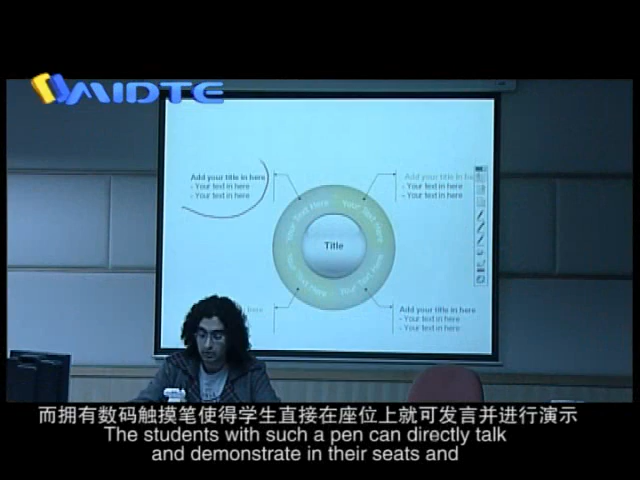 MIDTE
Add your title in here
- Your text in here
- Your text in here
Add your title in here
- Your text in here
- Your text in here
Your Text Here
Your Text Here
Title
Your Text Here
Your Text Here
in here
Add your title in here
- Your text in here
- Your text in here
而拥有数码触摸笔使得学生直接在座位上就可发言并进行演示
The students with such a pen can directly talk
and demonstrate in their seats and